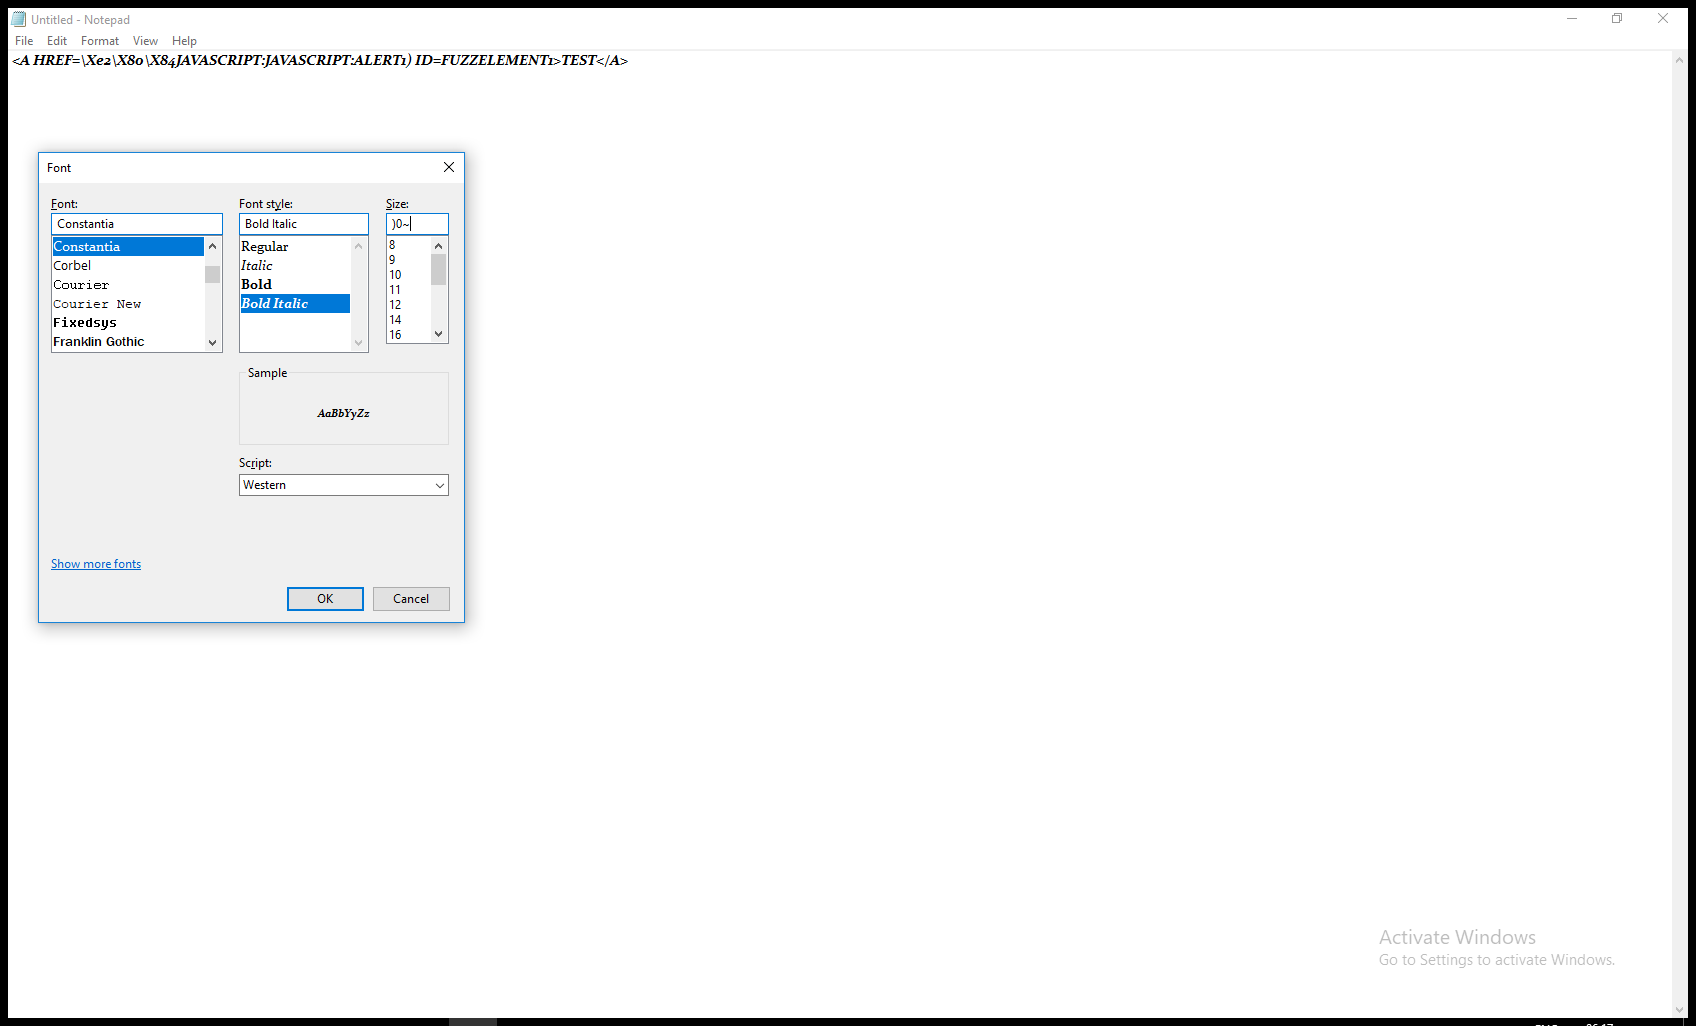 Untitled - Notepad
File Edit Format View Help
<A HREF=\Xe2\X80\X84JAVASCRIPT:JAVASCRIPT:ALERT1) ID=FUZZELEMENT1>TEST</A>
Font
Font: Font style: Size:
Constantia Bold Italic )0~
Constantia
Corbel
Courier
Courier New
Fixedsys
Franklin Gothic
Regular
Italic
Bold
Bold Italic
8
9
10
11
12
14
16
Sample
AaBbYyZz
Script:
Western
Show more fonts
OK Cancel
Activate Windows
Go to Settings to activate Windows.